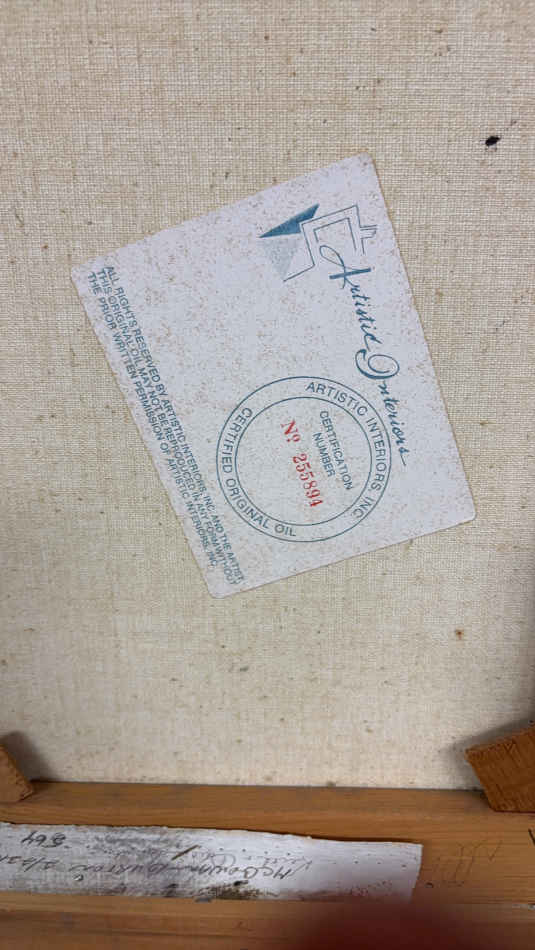 Artistic Interiors
ARTISTIC INTERIORS INC
CERTIFICATION
NUMBER
Nº 255894
CERTIFIED ORIGINAL OIL
ALL RIGHTS RESERVED BY ARTISTIC INTERIORS, INC. AND THE ARTIST.
THIS ORIGINAL OIL MAY NOT BE REPRODUCED IN ANY FORM WITHOUT
THE PRIOR WRITTEN PERMISSION OF ARTISTIC INTERIORS, INC.
564